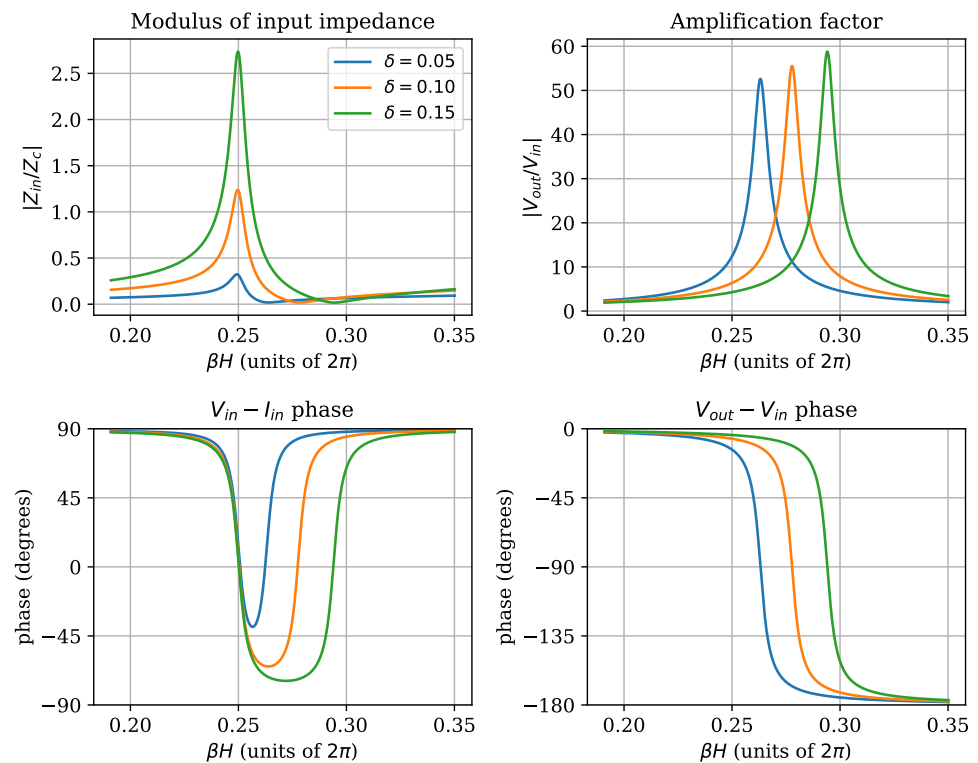 Modulus of input impedance
|Z_in/Z_c|
2.5
2.0
1.5
1.0
0.5
0.0
0.20 0.25 0.30 0.35
βH (units of 2π)
δ = 0.05
δ = 0.10
δ = 0.15
Amplification factor
|V_out/V_in|
60
50
40
30
20
10
0
0.20 0.25 0.30 0.35
βH (units of 2π)
V_in − I_in phase
phase (degrees)
90
45
0
−45
−90
0.20 0.25 0.30 0.35
βH (units of 2π)
V_out − V_in phase
phase (degrees)
0
−45
−90
−135
−180
0.20 0.25 0.30 0.35
βH (units of 2π)